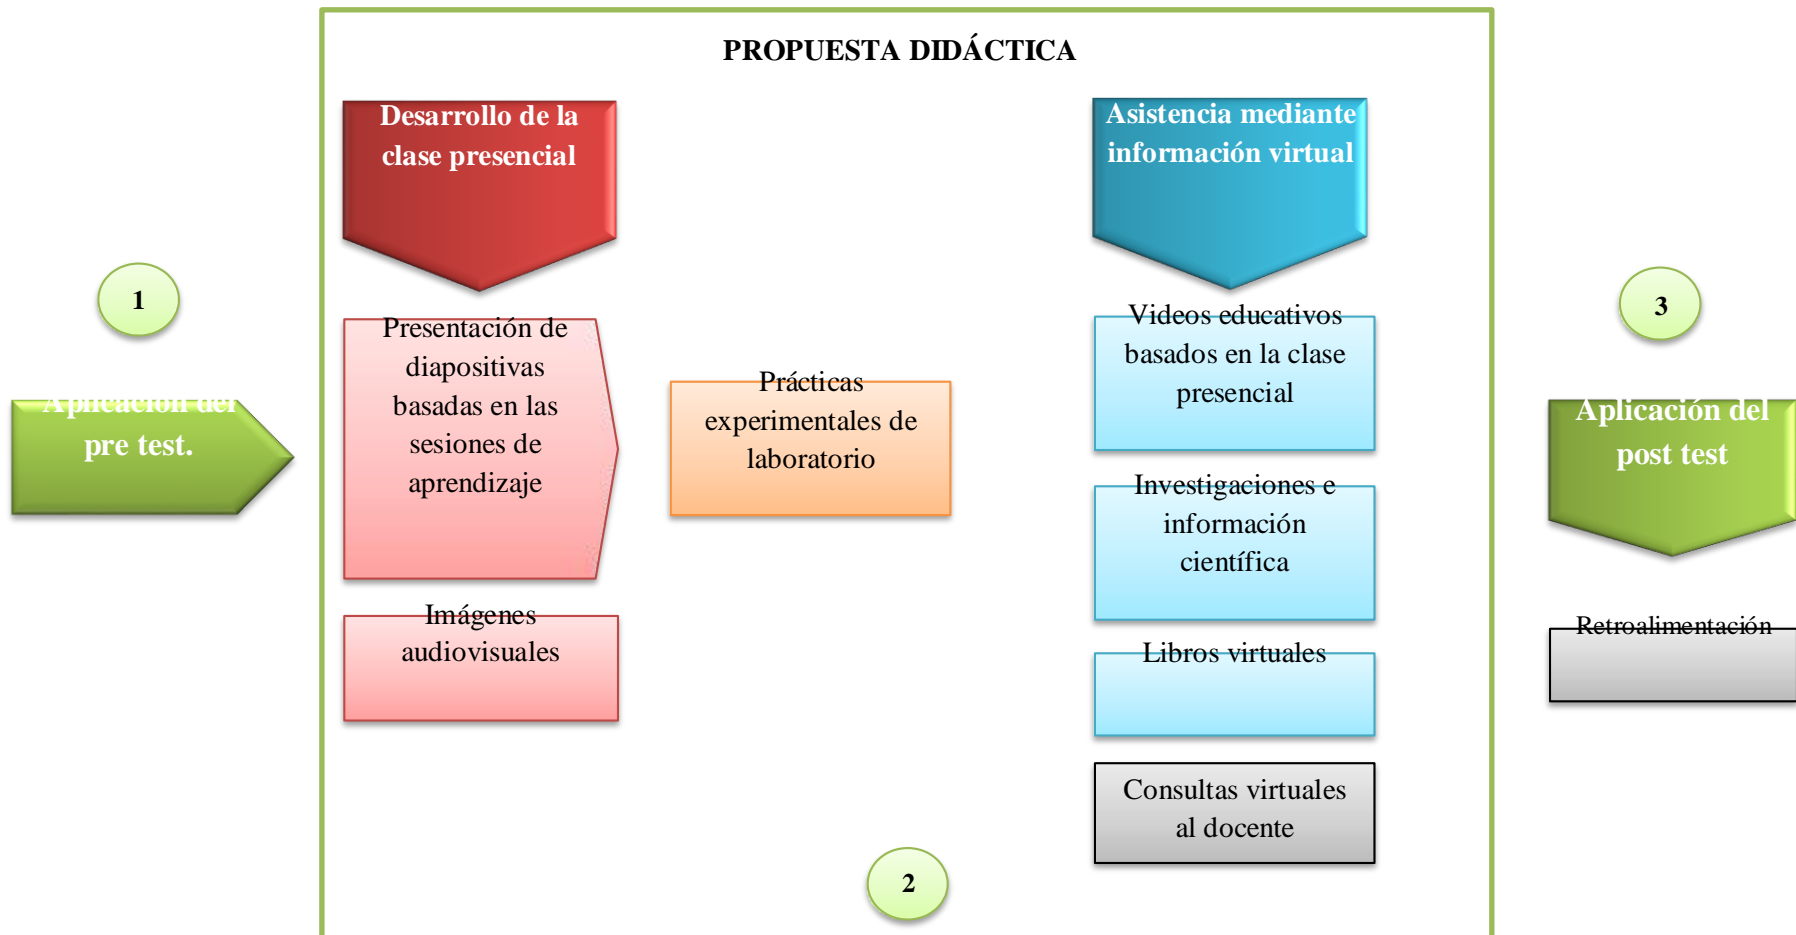 PROPUESTA DIDÁCTICA
1
Aplicación del
pre test.
Desarrollo de la
clase presencial
Presentación de
diapositivas
basadas en las
sesiones de
aprendizaje
Imágenes
audiovisuales
Prácticas
experimentales de
laboratorio
Asistencia mediante
información virtual
Videos educativos
basados en la clase
presencial
Investigaciones e
información
científica
Libros virtuales
Consultas virtuales
al docente
2
3
Aplicación del
post test
Retroalimentación